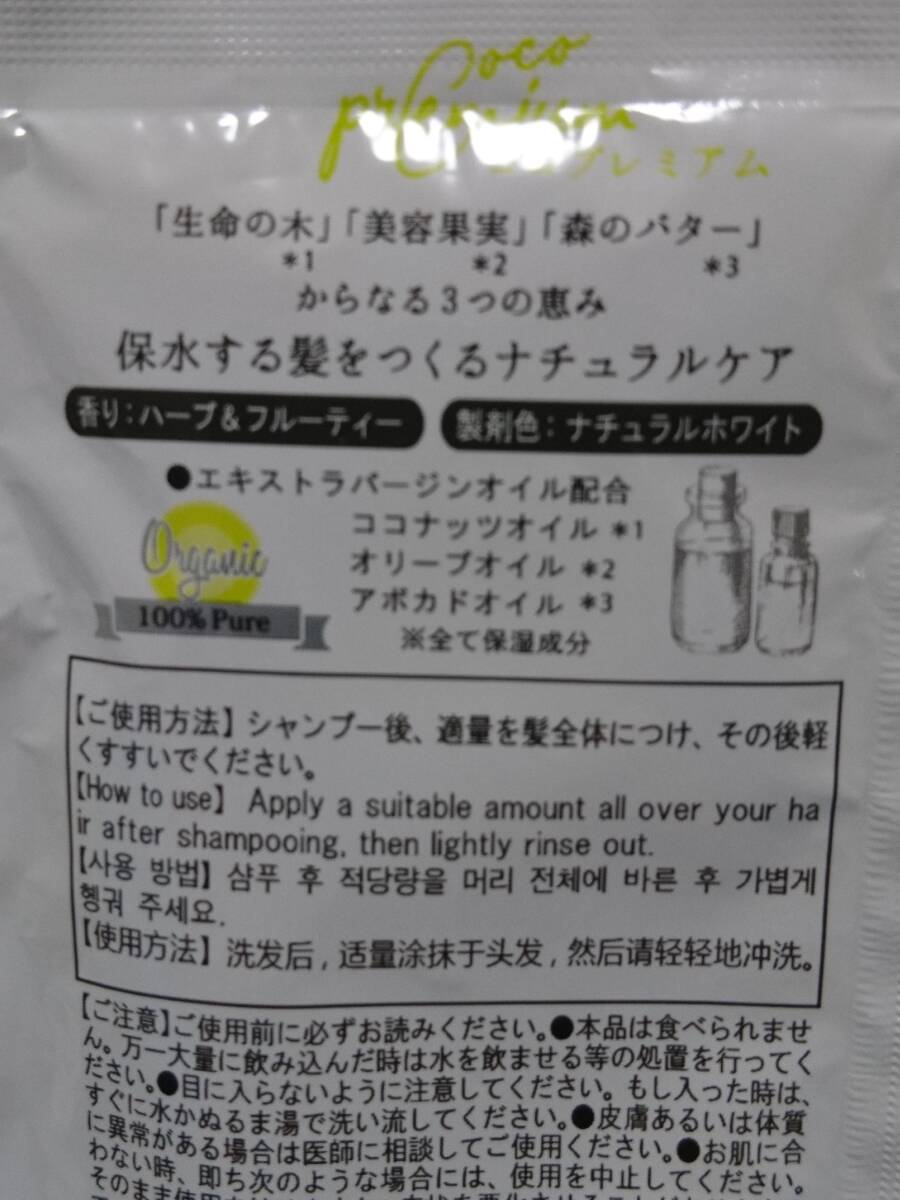 Coco
premium
プレミアム
「生命の木」「美容果実」「森のバター」
*1 *2 *3
からなる3つの恵み
保水する髪をつくるナチュラルケア
香り：ハーブ＆フルーティー
製剤色：ナチュラルホワイト
●エキストラバージンオイル配合
Organic
100% Pure
ココナッツオイル *1
オリーブオイル *2
アボカドオイル *3
※全て保湿成分
【ご使用方法】シャンプー後、適量を髪全体につけ、その後軽
くすすいでください。
【How to use】 Apply a suitable amount all over your ha
ir after shampooing, then lightly rinse out.
【사용 방법】샴푸 후 적당량을 머리 전체에 바른 후 가볍게
헹궈 주세요.
【使用方法】洗发后，适量涂抹于头发，然后请轻轻地冲洗。
【ご注意】ご使用前に必ずお読みください。●本品は食べられませ
ん。万一大量に飲み込んだ時は水を飲ませる等の処置を行ってく
ださい。●目に入らないように注意してください。もし入った時は、
すぐに水かぬるま湯で洗い流してください。●皮膚あるいは体質
に異常がある場合は医師に相談してご使用ください。●お肌に合
わない時、即ち次のような場合には、使用を中止してください。
そのまま使用